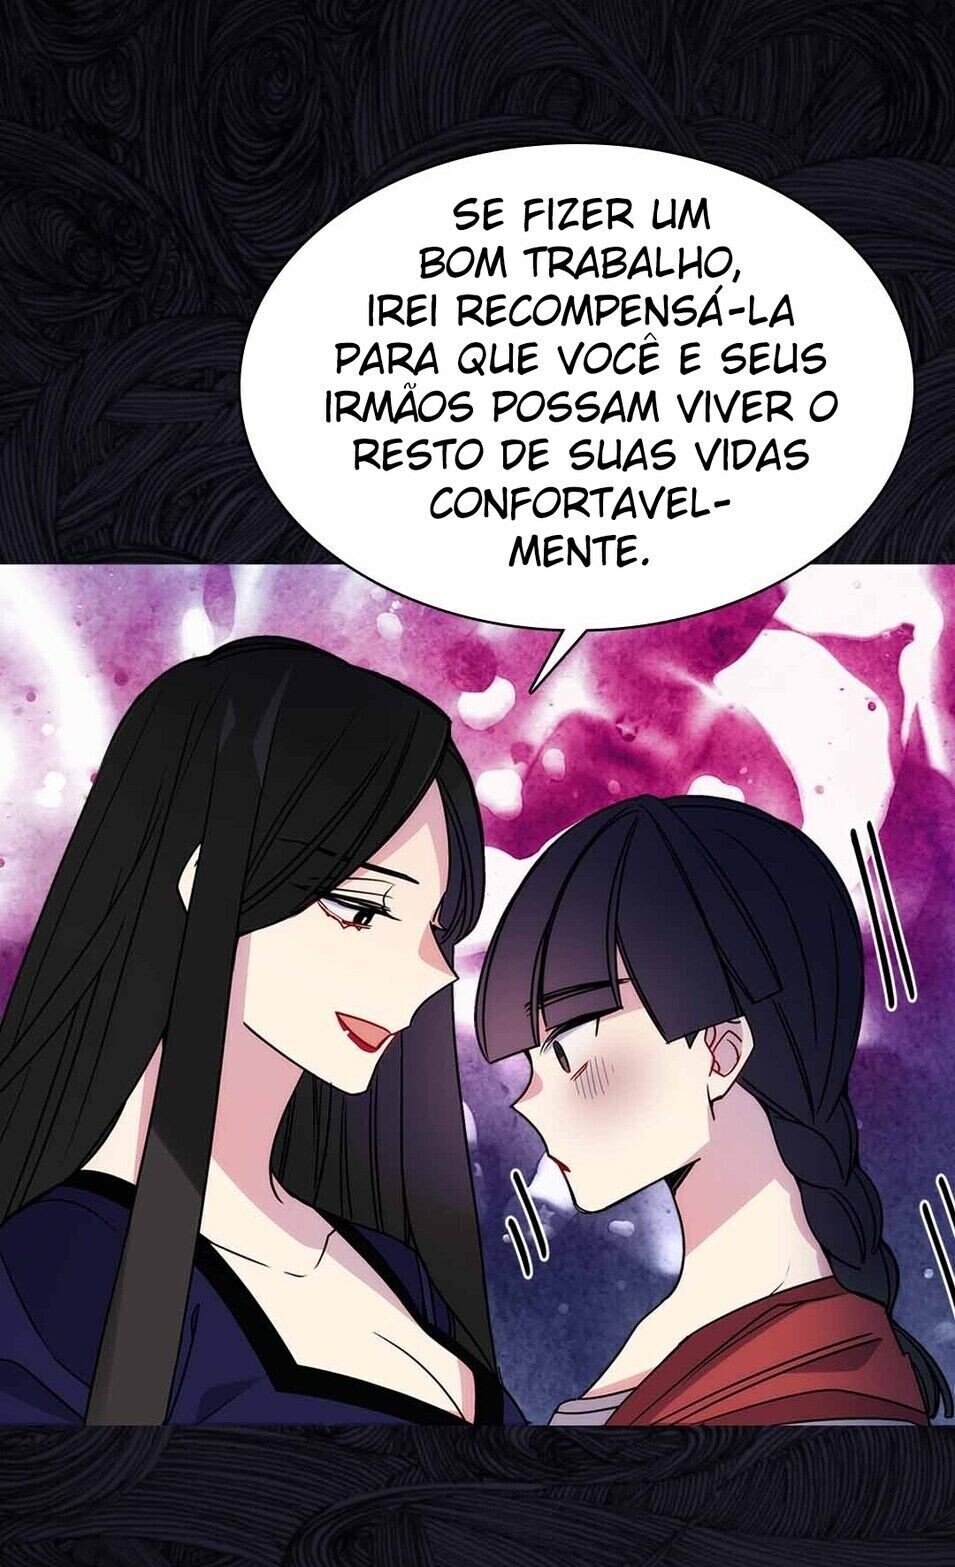 SE FIZER UM
BOM TRABALHO,
IREI RECOMPENSÁ-LA
PARA QUE VOCÊ E SEUS
IRMÃOS POSSAM VIVER O
RESTO DE SUAS VIDAS
CONFORTAVEL-
MENTE.